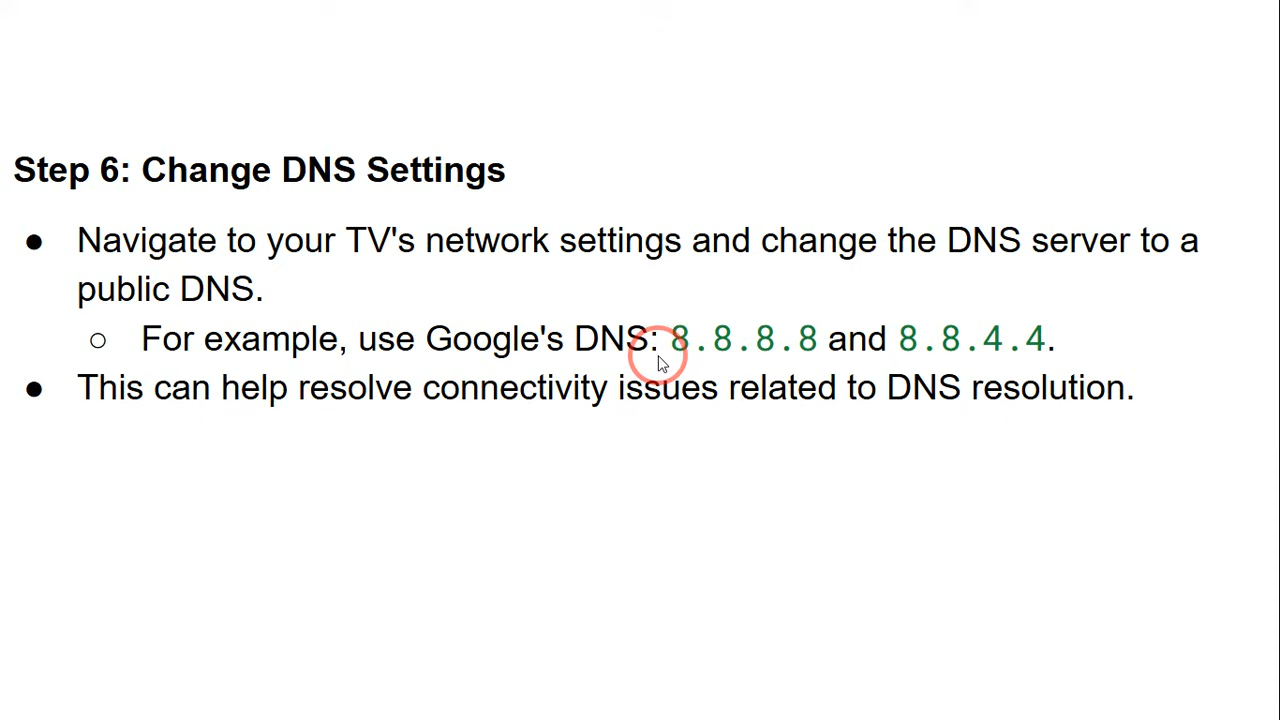 Step 6: Change DNS Settings
● Navigate to your TV's network settings and change the DNS server to a
public DNS.
○ For example, use Google's DNS: 8.8.8.8 and 8.8.4.4.
● This can help resolve connectivity issues related to DNS resolution.